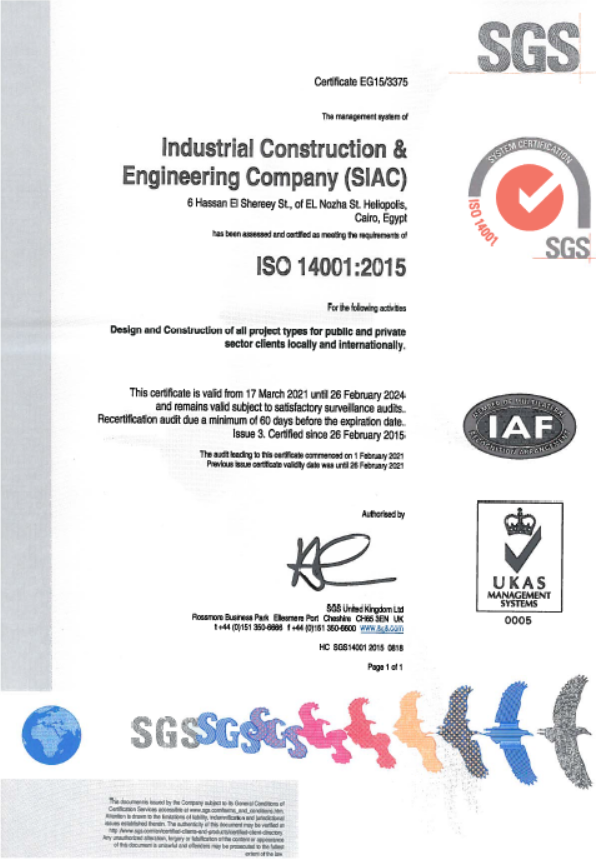 SGS
Certificate EG15/3375
The management system of
Industrial Construction &
Engineering Company (SIAC)
6 Hassan El Shereey St., of EL Nozha St. Heliopolis,
Cairo, Egypt
has been assessed and certified as meeting the requirements of
ISO 14001:2015
For the following activities
Design and Construction of all project types for public and private
sector clients locally and internationally.
This certificate is valid from 17 March 2021 until 26 February 2024
and remains valid subject to satisfactory surveillance audits.
Recertification audit due a minimum of 60 days before the expiration date.
Issue 3. Certified since 26 February 2015
The audit leading to this certificate commenced on 1 February 2021
Previous issue certificate validity date was until 26 February 2021
Authorised by
SGS United Kingdom Ltd
Rossmore Business Park Ellesmere Port Cheshire CH65 3EN UK
t +44 (0)151 350-6666 f +44 (0)151 350-6600 www.sgs.com
HC SGS14001 2015 0818
Page 1 of 1
SYSTEM CERTIFICATION
ISO 14001
SGS
MEMBER OF MULTILATERAL
IAF
RECOGNITION ARRANGEMENT
UKAS
MANAGEMENT
SYSTEMS
0005
SGS SGS SGS
This document is issued by the Company subject to its General Conditions of
Certification Services accessible at www.sgs.com/terms_and_conditions.htm.
Attention is drawn to the limitations of liability, indemnification and jurisdictional
issues established therein. The authenticity of this document may be verified at
http://www.sgs.com/en/certified-clients-and-products/certified-client-directory.
Any unauthorized alteration, forgery or falsification of the content or appearance
of this document is unlawful and offenders may be prosecuted to the fullest
extent of the law.